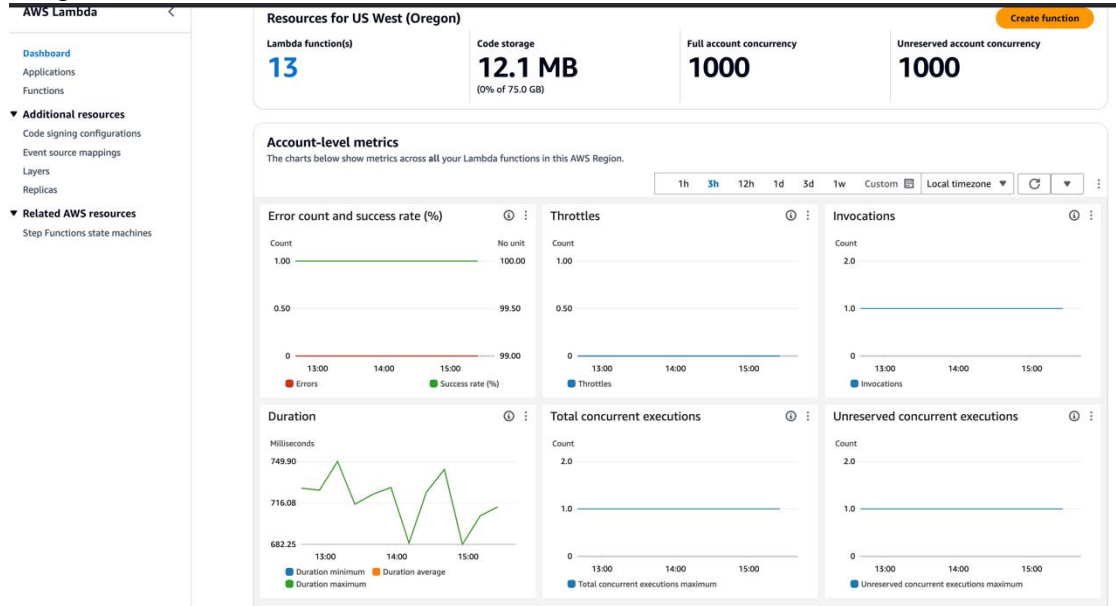 AWS Lambda
Dashboard
Applications
Functions
Additional resources
Code signing configurations
Event source mappings
Layers
Replicas
Related AWS resources
Step Functions state machines
Resources for US West (Oregon)
Create function
Lambda function(s)
13
Code storage
12.1 MB
(0% of 75.0 GB)
Full account concurrency
1000
Unreserved account concurrency
1000
Account-level metrics
The charts below show metrics across all your Lambda functions in this AWS Region.
1h 3h 12h 1d 3d 1w Custom Local timezone
Error count and success rate (%)
Count No unit
1.00 100.00
0.50 99.50
0 99.00
13:00 14:00 15:00
Errors Success rate (%)
Throttles
Count
1.00
0.50
0
13:00 14:00 15:00
Throttles
Invocations
Count
2.0
1.0
0
13:00 14:00 15:00
Invocations
Duration
Milliseconds
749.90
716.08
682.25
13:00 14:00 15:00
Duration minimum Duration average
Duration maximum
Total concurrent executions
Count
2.0
1.0
0
13:00 14:00 15:00
Total concurrent executions maximum
Unreserved concurrent executions
Count
2.0
1.0
0
13:00 14:00 15:00
Unreserved concurrent executions maximum